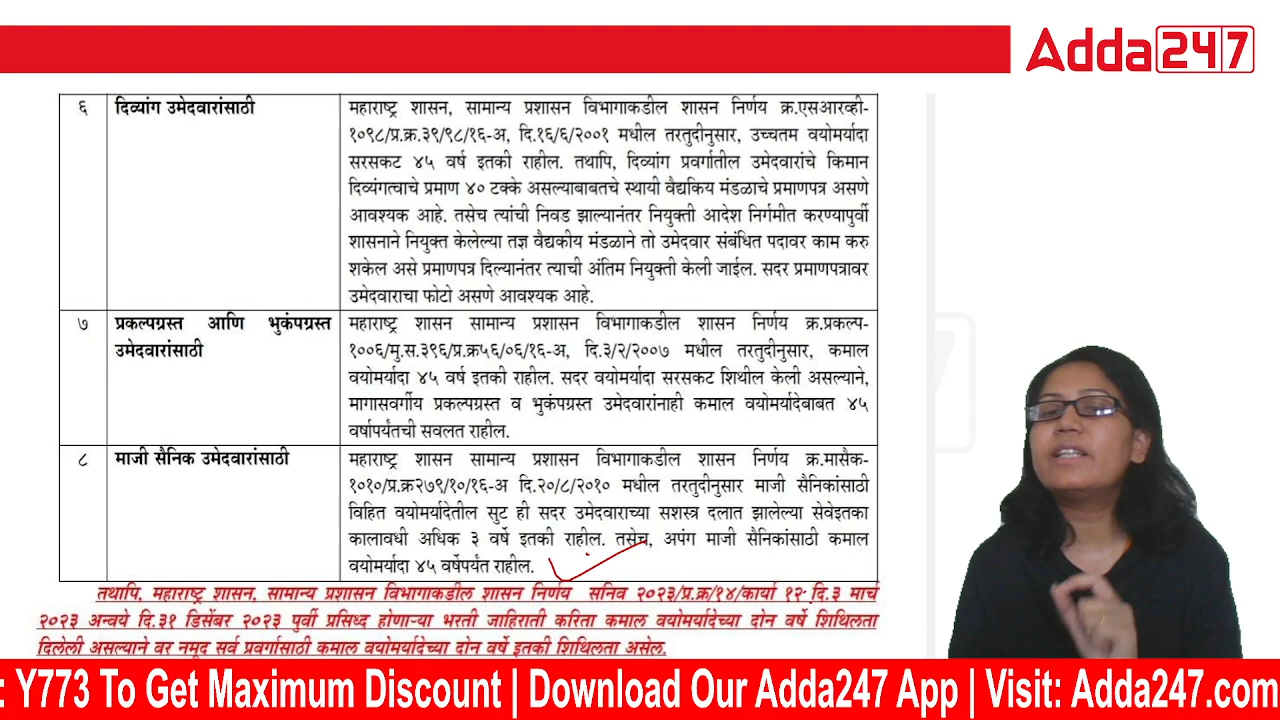 Adda247
६ दिव्यांग उमेदवारांसाठी महाराष्ट्र शासन, सामान्य प्रशासन विभागाकडील शासन निर्णय क्र.एसआरव्ही-
१०९८/प्र.क्र.३९/९८/१६-अ, दि.१६/६/२००१ मधील तरतुदीनुसार, उच्चतम वयोमर्यादा
सरसकट ४५ वर्ष इतकी राहील. तथापि, दिव्यांग प्रवर्गातील उमेदवारांचे किमान
दिव्यंगत्वाचे प्रमाण ४० टक्के असल्याबाबतचे स्थायी वैद्यकिय मंडळाचे प्रमाणपत्र असणे
आवश्यक आहे. तसेच त्यांची निवड झाल्यानंतर नियुक्ती आदेश निर्गमीत करण्यापुर्वी
शासनाने नियुक्त केलेल्या तज्ञ वैद्यकीय मंडळाने तो उमेदवार संबंधित पदावर काम करु
शकेल असे प्रमाणपत्र दिल्यानंतर त्याची अंतिम नियुक्ती केली जाईल. सदर प्रमाणपत्रावर
उमेदवाराचा फोटो असणे आवश्यक आहे.
७ प्रकल्पग्रस्त आणि भुकंपग्रस्त महाराष्ट्र शासन सामान्य प्रशासन विभागाकडील शासन निर्णय क्र.प्रकल्प-
उमेदवारांसाठी १००६/मु.स.३९६/प्र.क्र५६/०६/१६-अ, दि.३/२/२००७ मधील तरतुदीनुसार, कमाल
वयोमर्यादा ४५ वर्ष इतकी राहील. सदर वयोमर्यादा सरसकट शिथील केली असल्याने,
मागासवर्गीय प्रकल्पग्रस्त व भुकंपग्रस्त उमेदवारांनाही कमाल वयोमर्यादेबाबत ४५
वर्षापर्यंतची सवलत राहील.
८ माजी सैनिक उमेदवारांसाठी महाराष्ट्र शासन सामान्य प्रशासन विभागाकडील शासन निर्णय क्र.मासैक-
१०१०/प्र.क्र२७९/१०/१६-अ दि.२०/८/२०१० मधील तरतुदीनुसार माजी सैनिकांसाठी
विहित वयोमर्यादेतील सुट ही सदर उमेदवाराच्या सशस्त्र दलात झालेल्या सेवेइतका
कालावधी अधिक ३ वर्षे इतकी राहील. तसेच, अपंग माजी सैनिकांसाठी कमाल
वयोमर्यादा ४५ वर्षेपर्यंत राहील.
तथापि, महाराष्ट्र शासन, सामान्य प्रशासन विभागाकडील शासन निर्णय सनिव २०२३/प्र.क्र/१४/कार्या १२ दि.३ मार्च
२०२३ अन्वये दि.३१ डिसेंबर २०२३ पुर्वी प्रसिध्द होणाऱ्या भरती जाहिराती करिता कमाल वयोमर्यादेच्या दोन वर्षे शिथिलता
दिलेली असल्याने वर नमूद सर्व प्रवर्गासाठी कमाल वयोमर्यादेच्या दोन वर्षे इतकी शिथिलता असेल.
: Y773 To Get Maximum Discount | Download Our Adda247 App | Visit: Adda247.com